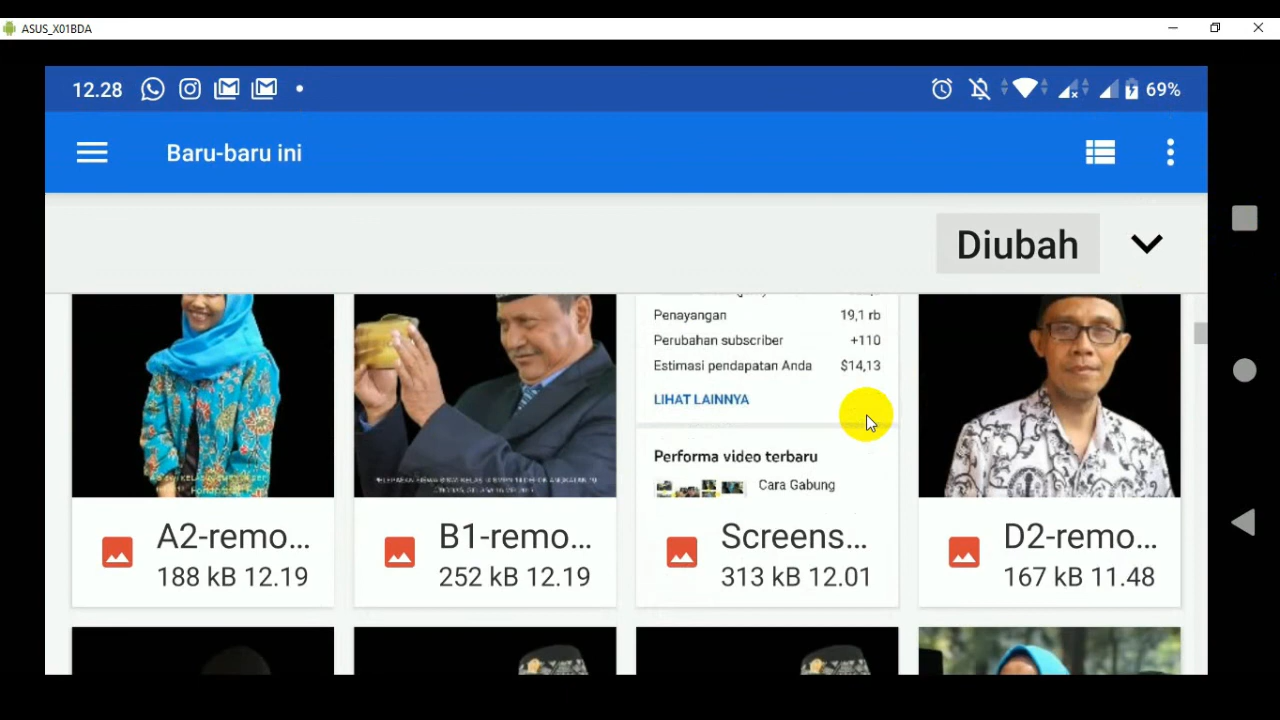 ASUS_X01BDA
12.28
69%
Baru-baru ini
Diubah
Penayangan 19,1 rb
Perubahan subscriber +110
Estimasi pendapatan Anda $14,13
LIHAT LAINNYA
Performa video terbaru
Cara Gabung
A2-remo...
188 kB 12.19
B1-remo...
252 kB 12.19
Screens...
313 kB 12.01
D2-remo...
167 kB 11.48